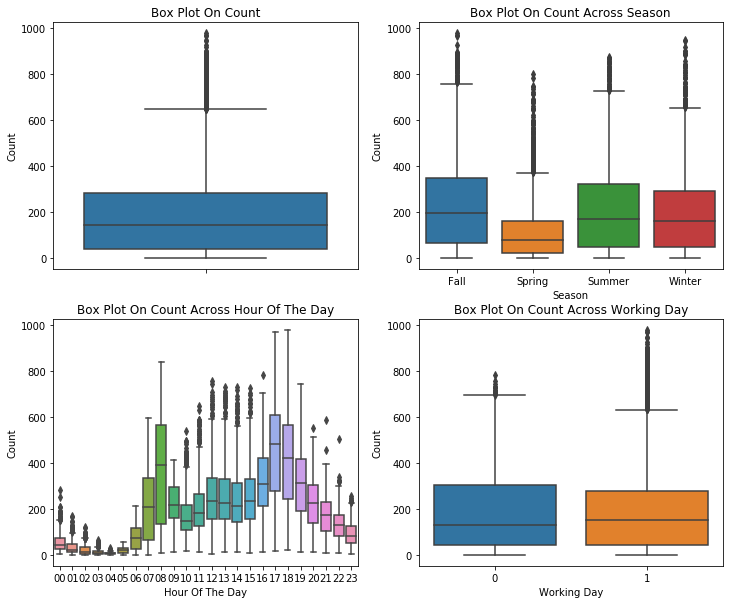 Box Plot On Count
1000
800
600
400
200
0
Count
Box Plot On Count Across Season
1000
800
600
400
200
0
Count
Fall Spring Summer Winter
Season
Box Plot On Count Across Hour Of The Day
1000
800
600
400
200
0
Count
00 01 02 03 04 05 06 07 08 09 10 11 12 13 14 15 16 17 18 19 20 21 22 23
Hour Of The Day
Box Plot On Count Across Working Day
1000
800
600
400
200
0
Count
0 1
Working Day